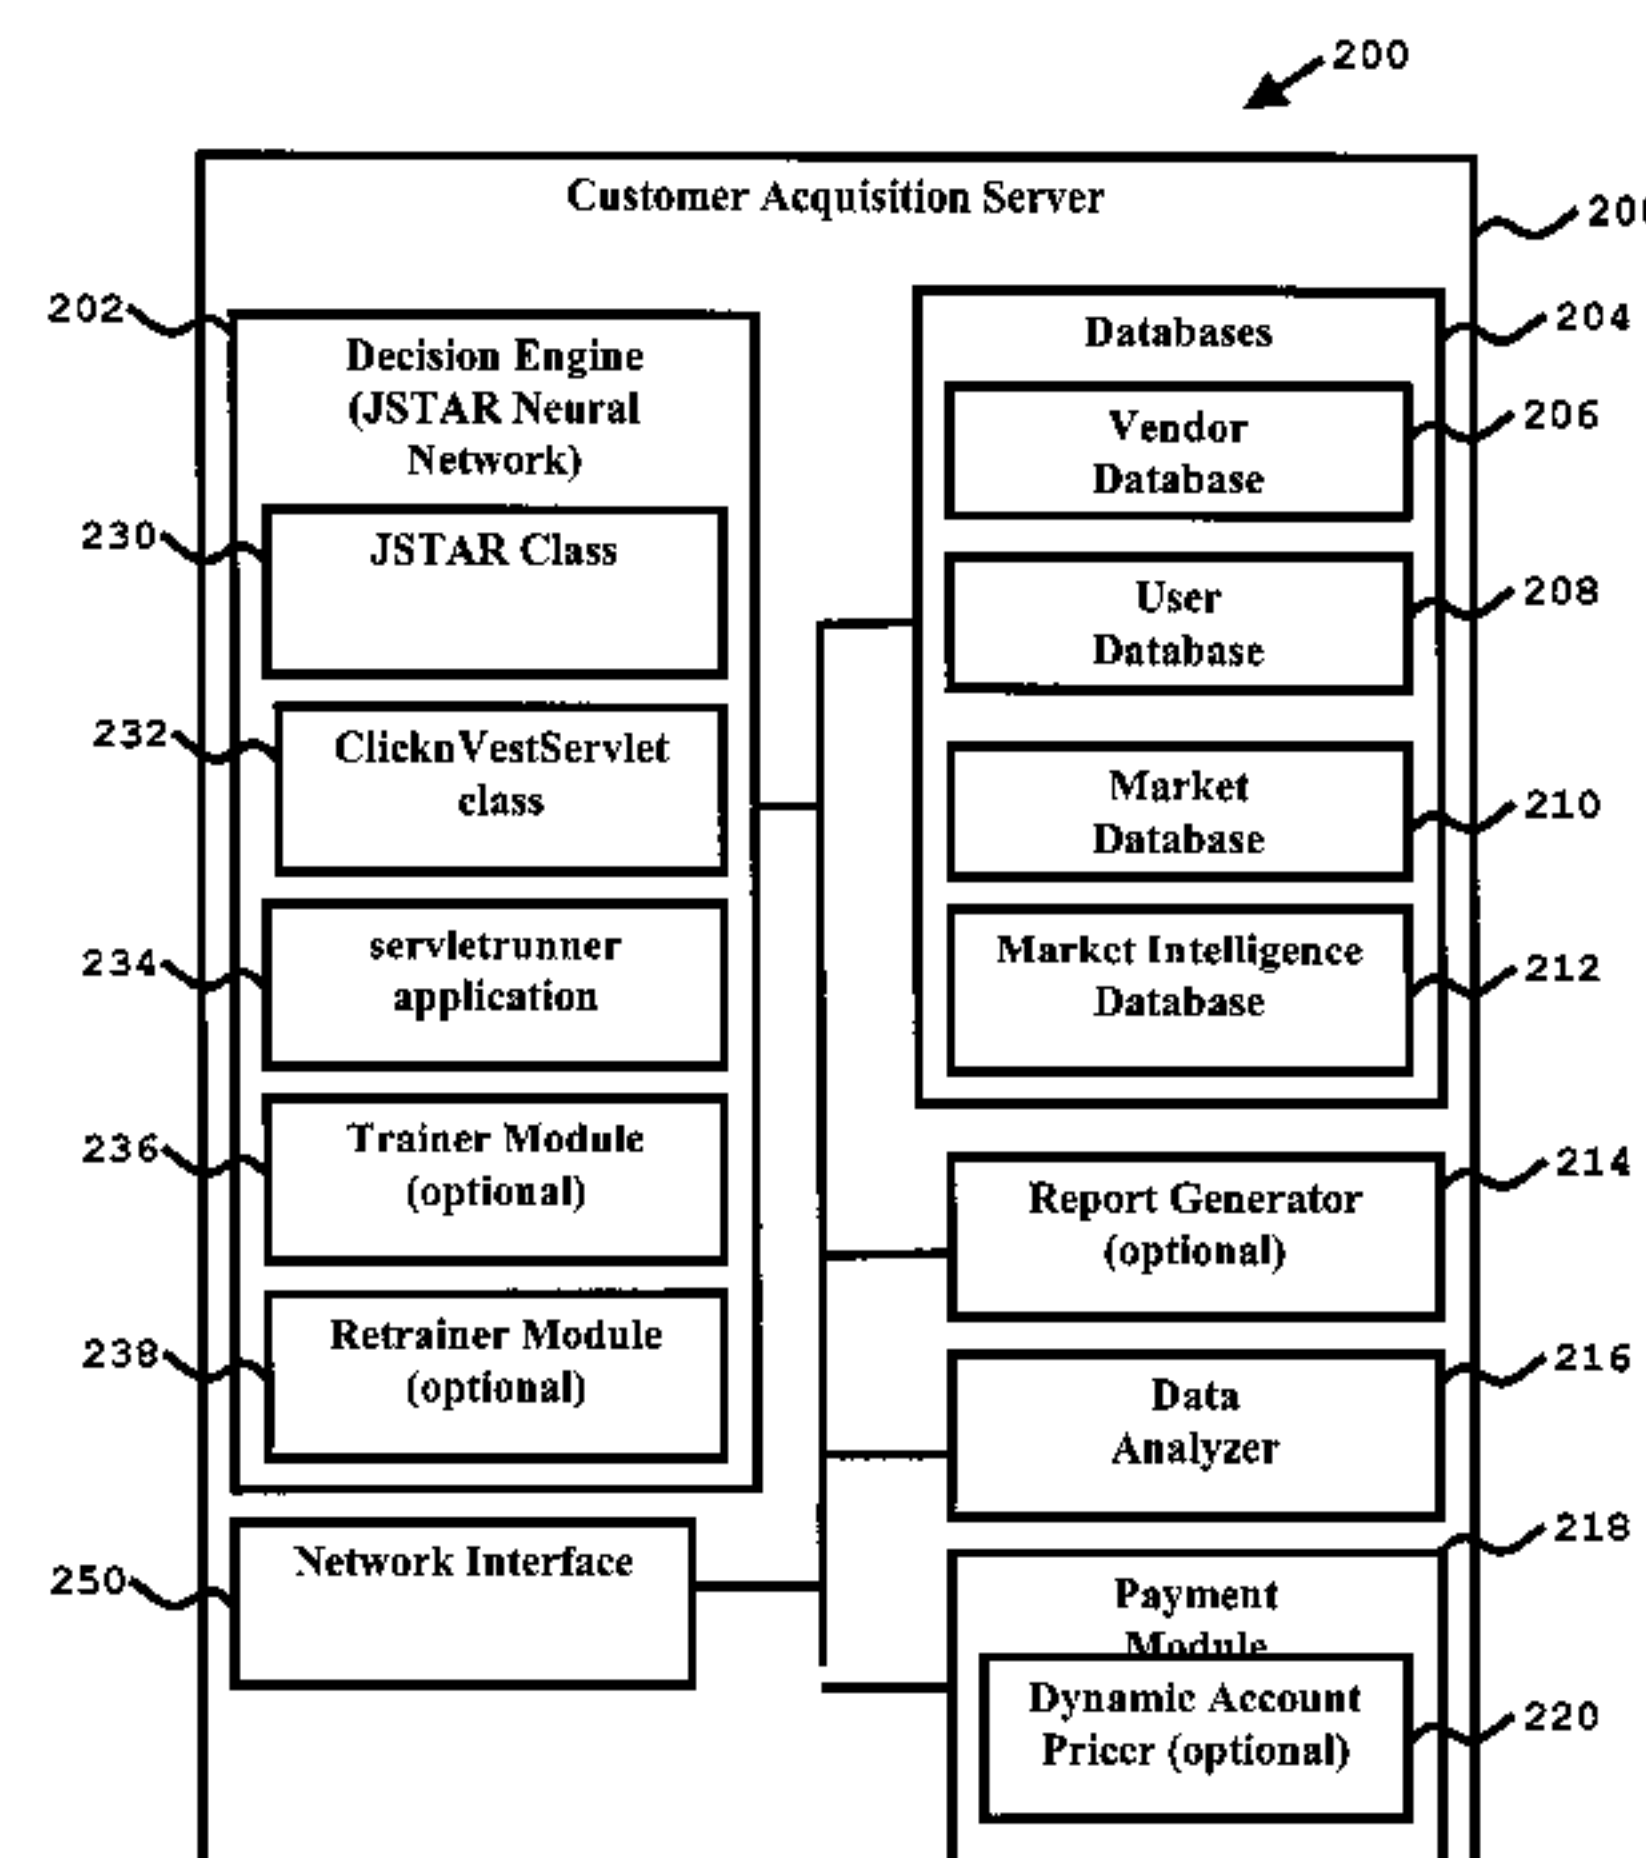 200
Customer Acquisition Server
200
202
Decision Engine
(JSTAR Neural
Network)
230
JSTAR Class
232
ClicknVestServlet
class
234
servletrunner
application
236
Trainer Module
(optional)
238
Retrainer Module
(optional)
250
Network Interface
Databases
204
Vendor
Database
206
User
Database
208
Market
Database
210
Market Intelligence
Database
212
Report Generator
(optional)
214
Data
Analyzer
216
Payment
Module
218
Dynamic Account
Pricer (optional)
220